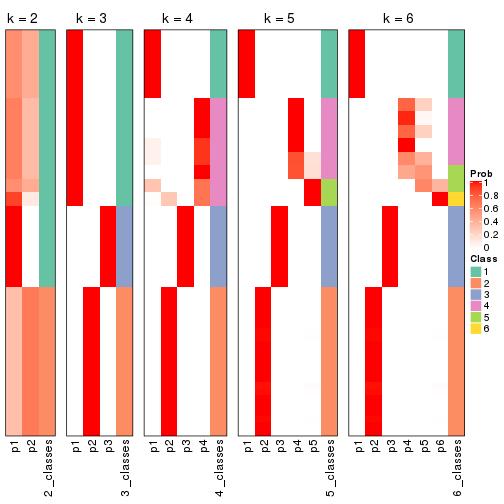 k = 2
k = 3
k = 4
k = 5
k = 6
Prob
1
0.8
0.6
0.4
0.2
0
Class
1
2
3
4
5
6
p1
p2
2_classes
p1
p2
p3
3_classes
p1
p2
p3
p4
4_classes
p1
p2
p3
p4
p5
5_classes
p1
p2
p3
p4
p5
p6
6_classes